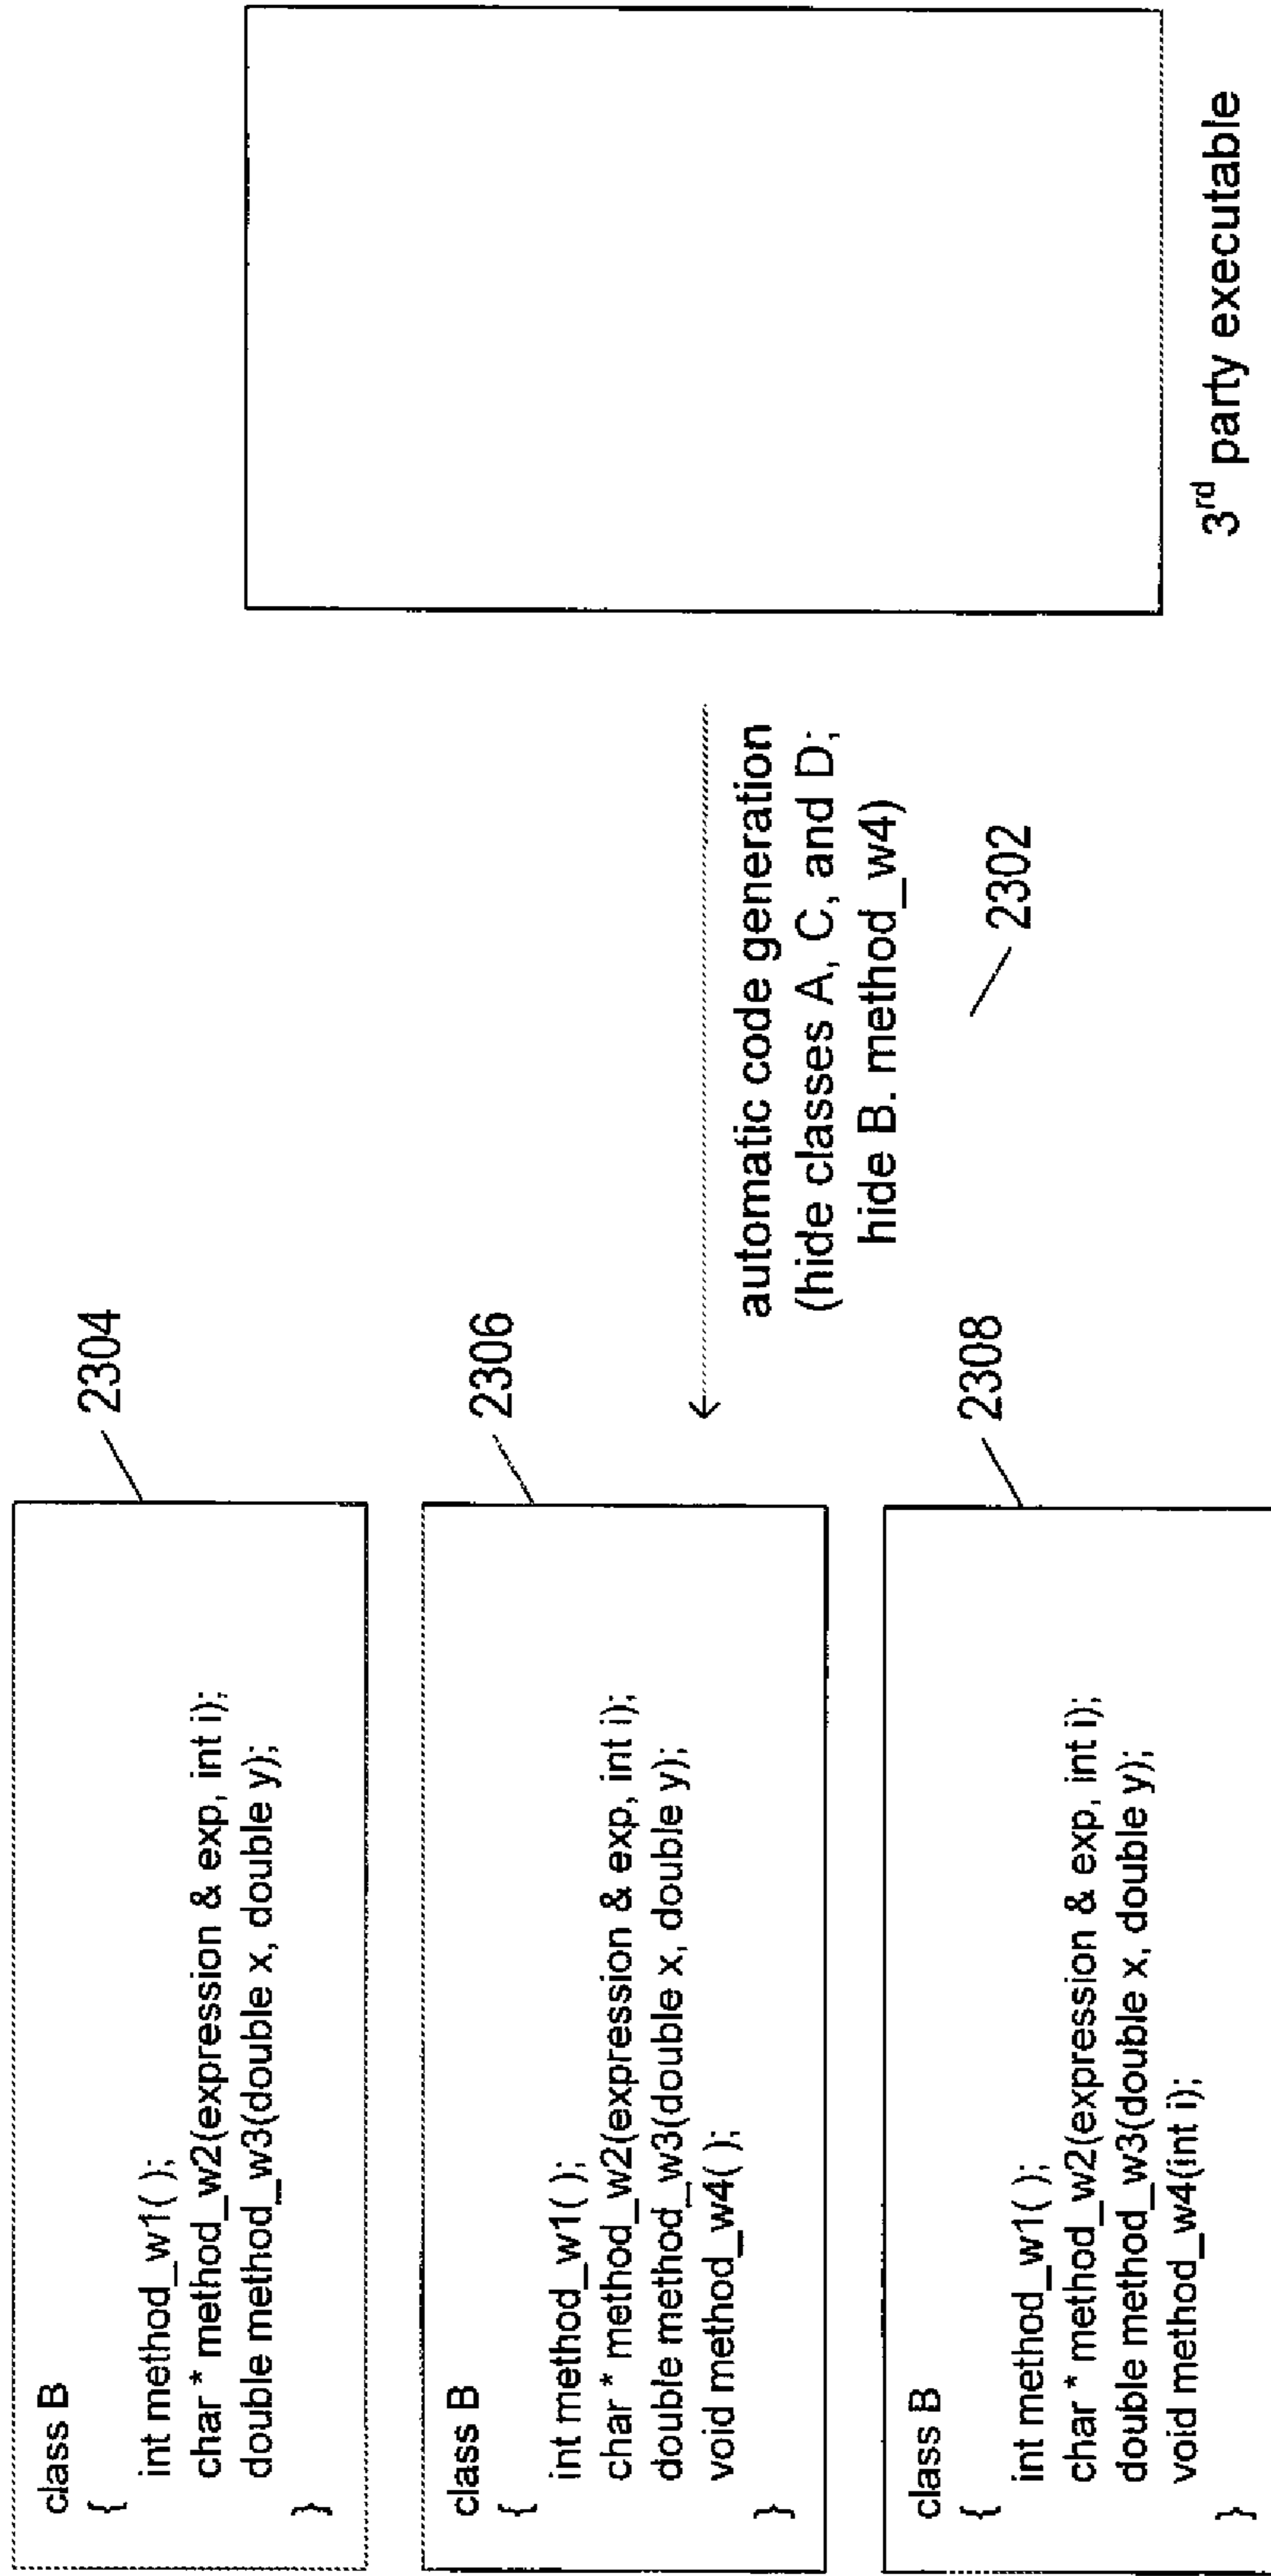 class B
{
int method_w1( );
char * method_w2(expression & exp, int i);
double method_w3(double x, double y);
}
2304
class B
{
int method_w1( );
char * method_w2(expression & exp, int i);
double method_w3(double x, double y);
void method_w4( );
}
2306
class B
{
int method_w1( );
char * method_w2(expression & exp, int i);
double method_w3(double x, double y);
void method_w4(int i);
}
2308
automatic code generation
(hide classes A, C, and D;
hide B. method_w4)
2302
3rd party executable